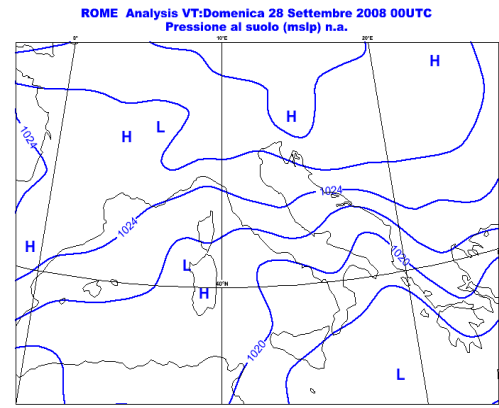 ROME Analysis VT:Domenica 28 Settembre 2008 00UTC
Pressione al suolo (mslp) n.a.
0°
10°E
20°E
H
H
L
H
1024
1024
1024
H
L
H
40°N
1020
1020
L